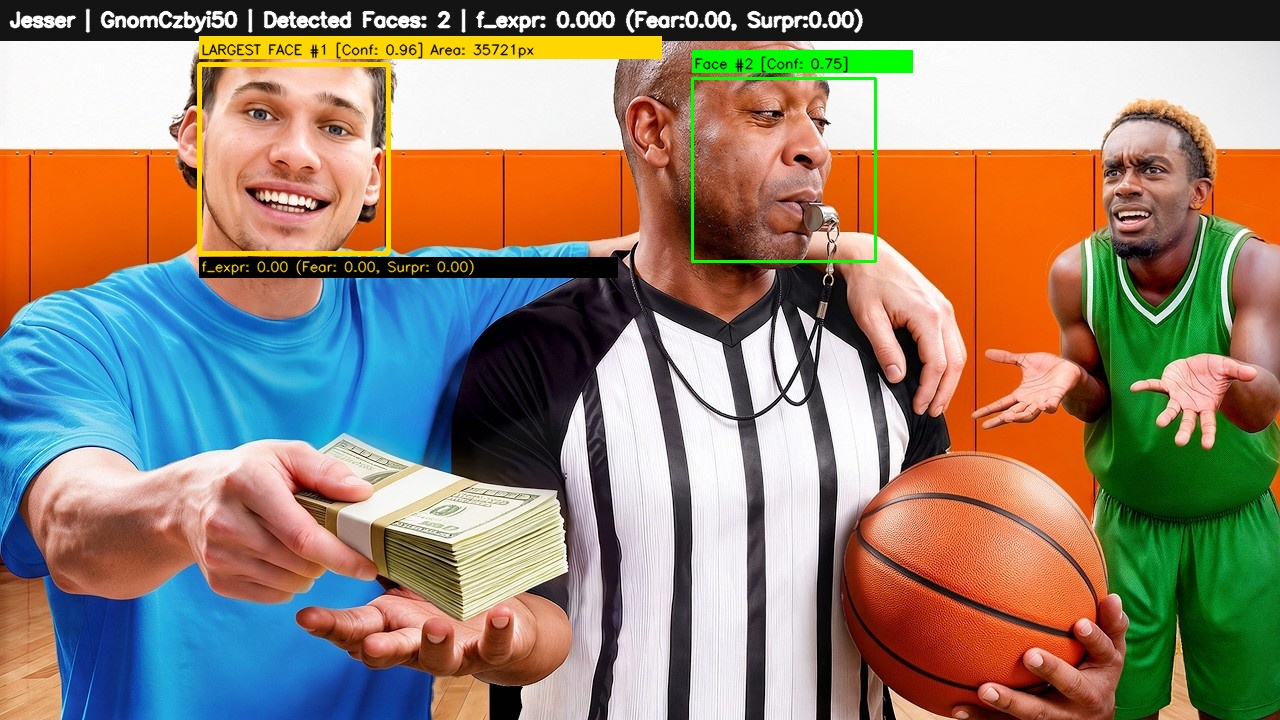 Jesser | GnomCzbyi50 | Detected Faces: 2 | f_expr: 0.000 (Fear:0.00, Surpr:0.00)
LARGEST FACE #1 [Conf: 0.96] Area: 35721px
Face #2 [Conf: 0.75]
f_expr: 0.00 (Fear: 0.00, Surpr: 0.00)